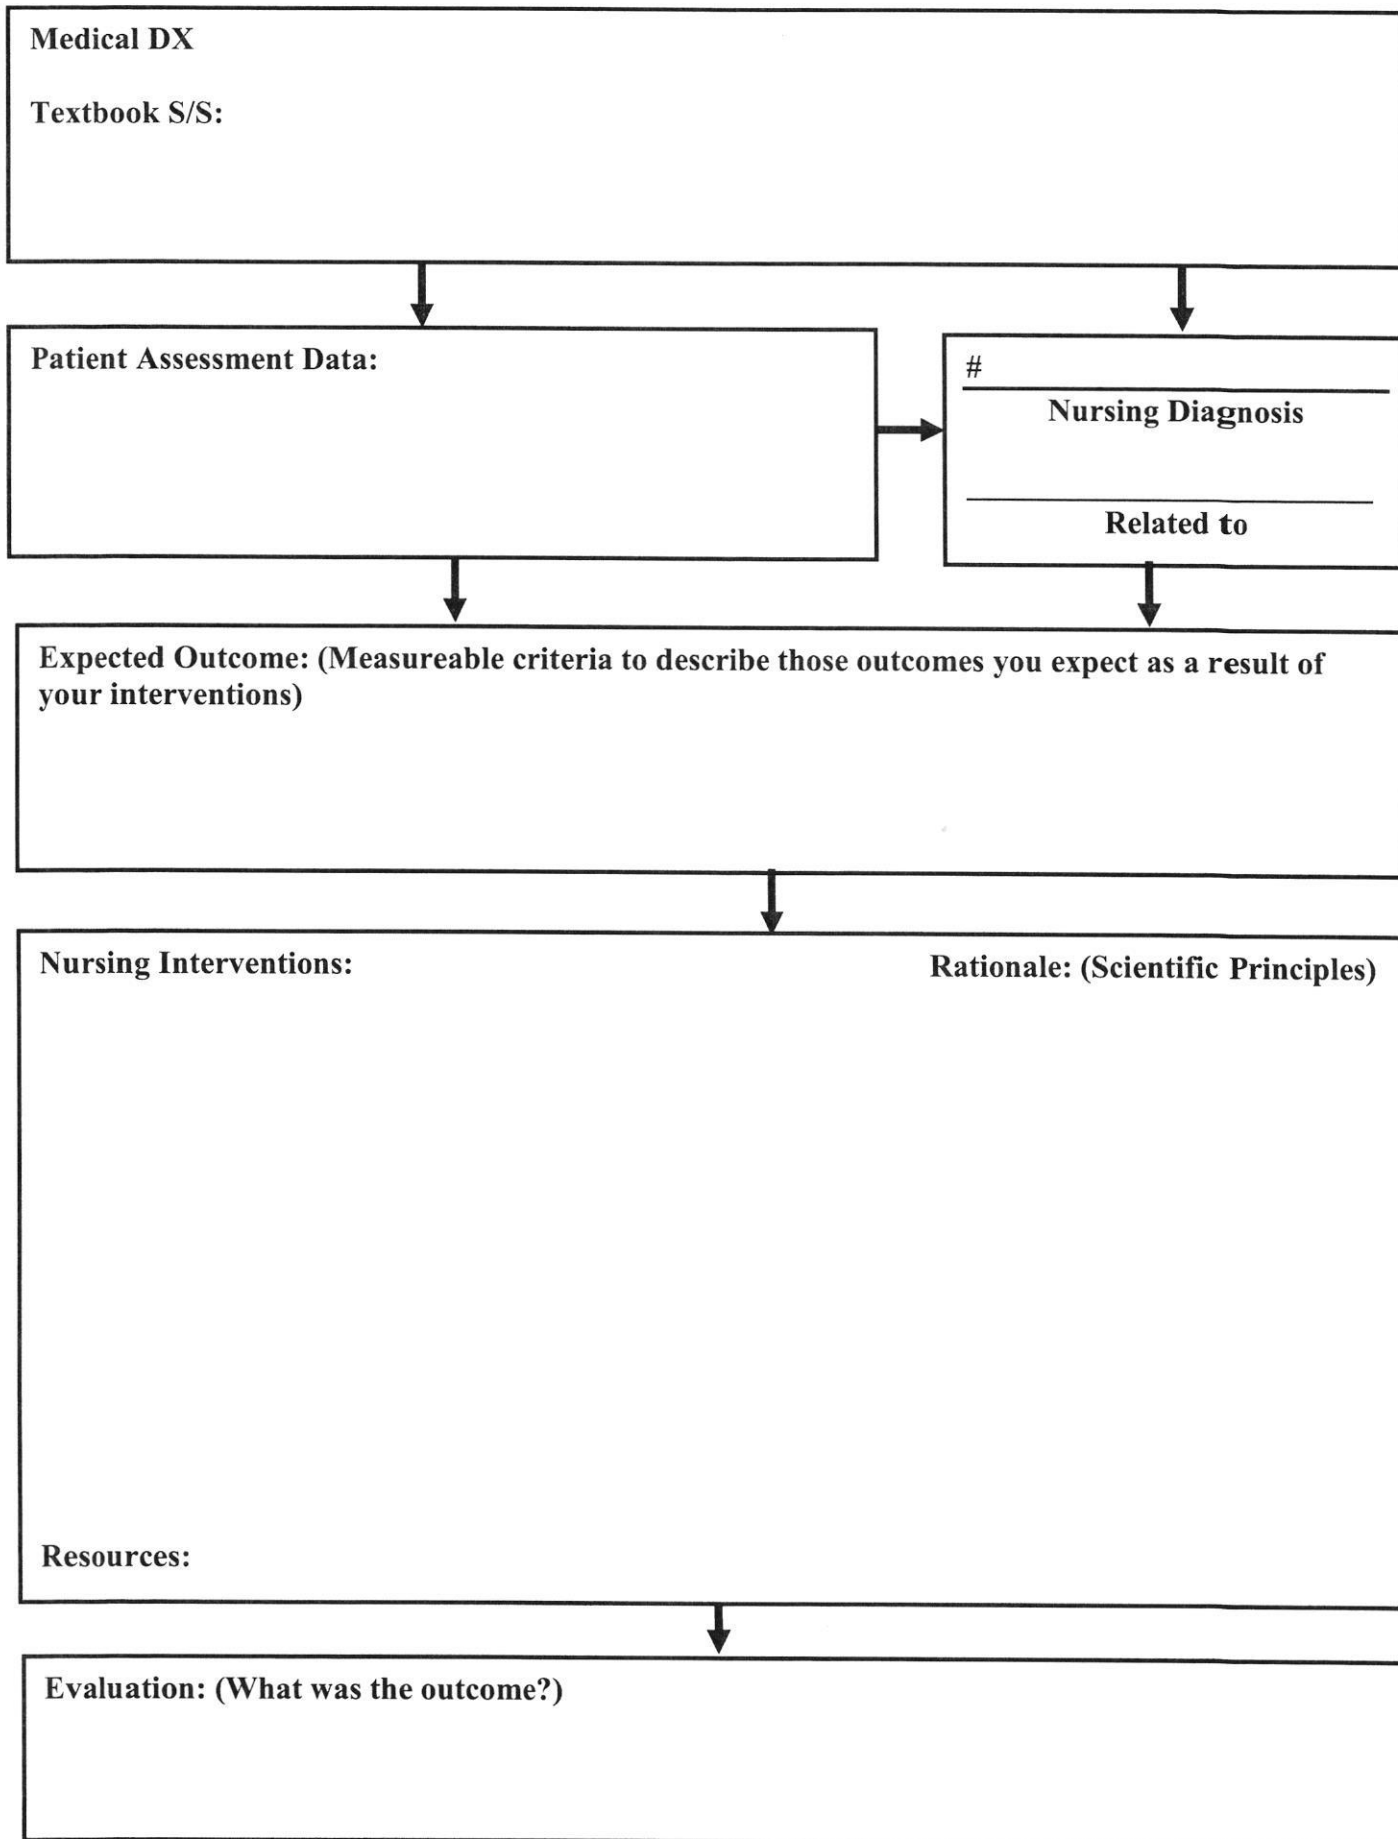 Medical DX
Textbook S/S:
Patient Assessment Data:
#
Nursing Diagnosis
Related to
Expected Outcome: (Measureable criteria to describe those outcomes you expect as a result of
your interventions)
Nursing Interventions:
Rationale: (Scientific Principles)
Resources:
Evaluation: (What was the outcome?)